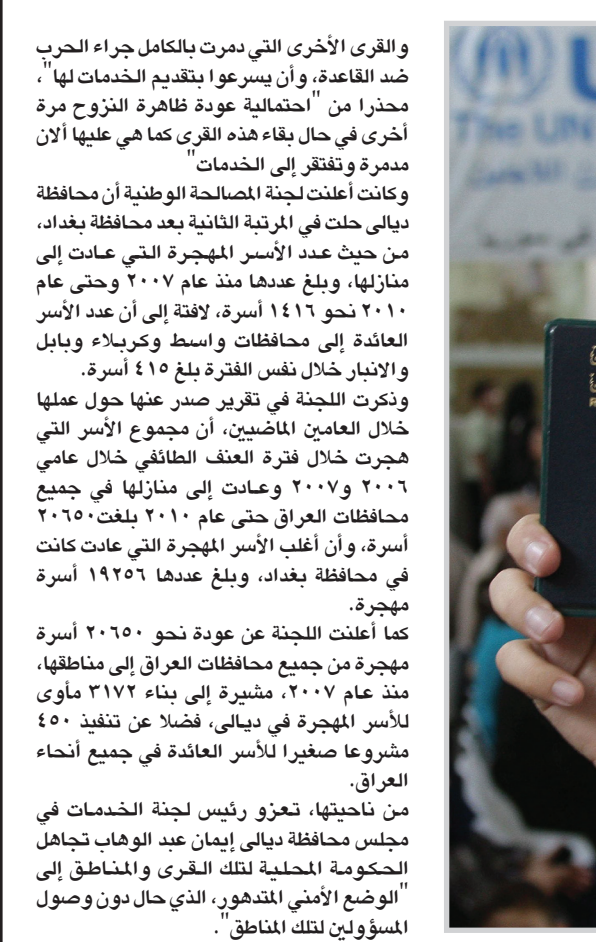 والقرى الأخرى التي دمرت بالكامل جراء الحرب
ضد القاعدة، وأن يسرعوا بتقديم الخدمات لها"،
محذرا من "احتمالية عودة ظاهرة النزوح مرة
أخرى في حال بقاء هذه القرى كما هي عليها ألان
مدمرة وتفتقر إلى الخدمات"
وكانت أعلنت لجنة المصالحة الوطنية أن محافظة
ديالى حلت في المرتبة الثانية بعد محافظة بغداد،
من حيث عدد الأسر المهجرة التي عادت إلى
منازلها، وبلغ عددها منذ عام ٢٠٠٧ وحتى عام
٢٠١٠ نحو ١٤١٦ أسرة، لافتة إلى أن عدد الأسر
العائدة إلى محافظات واسط وكربلاء وبابل
والانبار خلال نفس الفترة بلغ ٤١٥ أسرة.
وذكرت اللجنة في تقرير صدر عنها حول عملها
خلال العامين الماضيين، أن مجموع الأسر التي
هجرت خلال فترة العنف الطائفي خلال عامي
٢٠٠٦ و٢٠٠٧ وعادت إلى منازلها في جميع
محافظات العراق حتى عام ٢٠١٠ بلغت٢٠٦٥٠
أسرة، وأن أغلب الأسر المهجرة التي عادت كانت
في محافظة بغداد، وبلغ عددها ١٩٢٥٦ أسرة
مهجرة.
كما أعلنت اللجنة عن عودة نحو ٢٠٦٥٠ أسرة
مهجرة من جميع محافظات العراق إلى مناطقها،
منذ عام ٢٠٠٧، مشيرة إلى بناء ٣١٧٢ مأوى
للأسر المهجرة في ديالى، فضلا عن تنفيذ ٤٥٠
مشروعا صغيرا للأسر العائدة في جميع أنحاء
العراق.
من ناحيتها، تعزو رئيس لجنة الخدمات في
مجلس محافظة ديالى إيمان عبد الوهاب تجاهل
الحكومة المحلية لتلك القرى والمناطق إلى
"الوضع الأمني المتدهور، الذي حال دون وصول
المسؤولين لتلك المناطق".
U
The UN